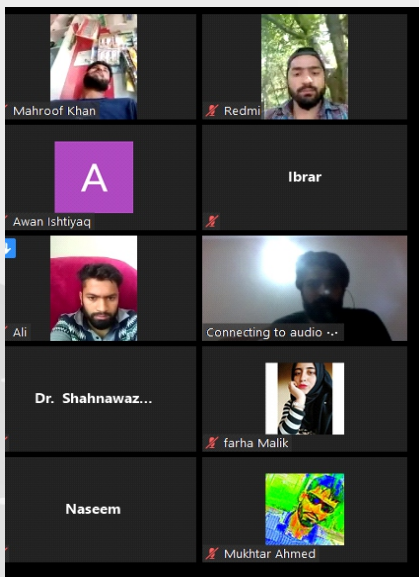 Mahroof Khan
Redmi
A
Awan Ishtiyaq
Ibrar
Ali
Connecting to audio
Dr. Shahnawaz...
farha Malik
Naseem
Mukhtar Ahmed